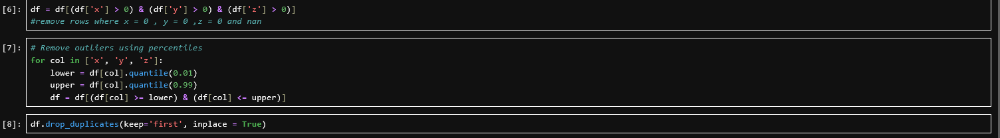 [6]: df = df[(df['x'] > 0) & (df['y'] > 0) & (df['z'] > 0)]
#remove rows where x = 0 , y = 0 ,z = 0 and nan
[7]: # Remove outliers using percentiles
for col in ['x', 'y', 'z']:
    lower = df[col].quantile(0.01)
    upper = df[col].quantile(0.99)
    df = df[(df[col] >= lower) & (df[col] <= upper)]
[8]: df.drop_duplicates(keep='first', inplace = True)